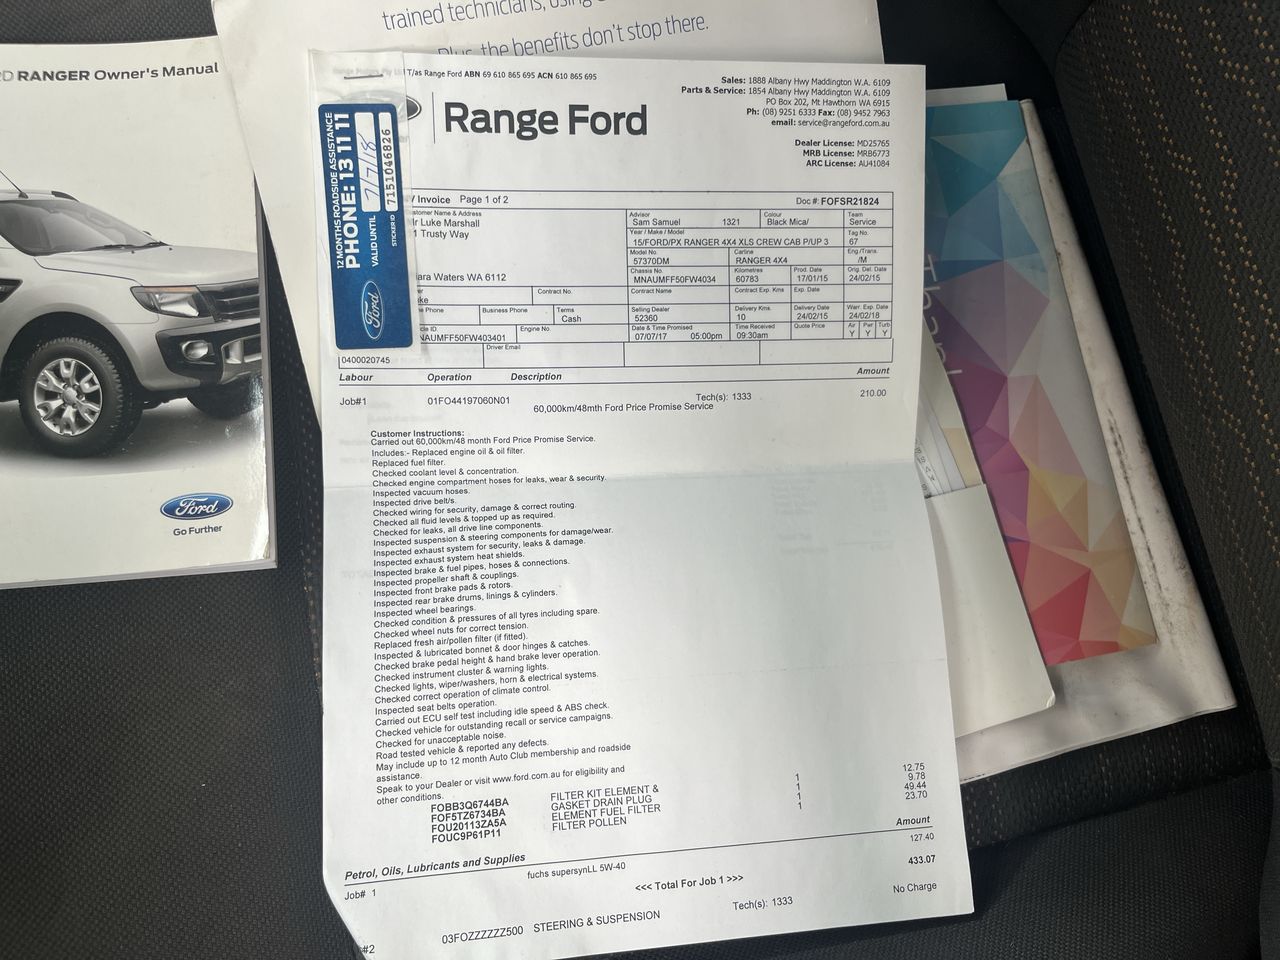 trained technicians, using
Plus, the benefits don't stop there.
RANGER Owner's Manual
Ford
Go Further
12 MONTHS ROADSIDE ASSISTANCE
PHONE: 13 11 11
VALID UNTIL 7/7/18
STICKER ID 7151046826
Ford
T/as Range Ford ABN 69 610 865 695 ACN 610 865 695
Range Ford
Sales: 1888 Albany Hwy Maddington W.A. 6109
Parts & Service: 1854 Albany Hwy Maddington W.A. 6109
PO Box 202, Mt Hawthorn WA 6915
Ph: (08) 9251 6333 Fax: (08) 9452 7963
email: service@rangeford.com.au
Dealer License: MD25765
MRB License: MRB6773
ARC License: AU41084
Invoice Page 1 of 2 Doc #: FOFSR21824
Customer Name & Address
Mr Luke Marshall
1 Trusty Way
Waters WA 6112
Advisor Colour Team
Sam Samuel 1321 Black Mica/ Service
Year / Make / Model Tag No.
15/FORD/PX RANGER 4X4 XLS CREW CAB P/UP 3 67
Model No. Carline Eng./Trans.
57370DM RANGER 4X4 /M
Chassis No. Kilometres Prod. Date Orig. Del. Date
MNAUMFF50FW4034 60783 17/01/15 24/02/15
Contract No. Contract Name Contract Exp. Kms Exp. Date
Phone Business Phone Terms Selling Dealer Delivery Kms. Delivery Date Warr. Exp. Date
Cash 52360 10 24/02/15 24/02/18
ID Engine No. Date & Time Promised Time Received Quote Price Air Pwr Turb
NAUMFF50FW403401 07/07/17 05:00pm 09:30am Y Y Y
Driver Email
0400020745
Labour Operation Description Amount
Job#1 01FO44197060N01 Tech(s): 1333 210.00
60,000km/48mth Ford Price Promise Service
Customer Instructions:
Carried out 60,000km/48 month Ford Price Promise Service.
Includes:- Replaced engine oil & oil filter.
Replaced fuel filter.
Checked coolant level & concentration.
Checked engine compartment hoses for leaks, wear & security.
Inspected vacuum hoses.
Inspected drive belt/s.
Checked wiring for security, damage & correct routing.
Checked all fluid levels & topped up as required.
Checked for leaks, all drive line components.
Inspected suspension & steering components for damage/wear.
Inspected exhaust system for security, leaks & damage.
Inspected exhaust system heat shields.
Inspected brake & fuel pipes, hoses & connections.
Inspected propeller shaft & couplings.
Inspected front brake pads & rotors.
Inspected rear brake drums, linings & cylinders.
Inspected wheel bearings.
Checked condition & pressures of all tyres including spare.
Checked wheel nuts for correct tension.
Replaced fresh air/pollen filter (if fitted).
Inspected & lubricated bonnet & door hinges & catches.
Checked brake pedal height & hand brake lever operation.
Checked instrument cluster & warning lights.
Checked lights, wiper/washers, horn & electrical systems.
Checked correct operation of climate control.
Inspected seat belts operation.
Carried out ECU self test including idle speed & ABS check.
Checked vehicle for outstanding recall or service campaigns.
Checked for unacceptable noise.
Road tested vehicle & reported any defects.
May include up to 12 month Auto Club membership and roadside
assistance.
Speak to your Dealer or visit www.ford.com.au for eligibility and
other conditions.
FOBB3Q6744BA FILTER KIT ELEMENT & 1 12.75
FOF5TZ6734BA GASKET DRAIN PLUG 1 9.78
FOU20113ZA5A ELEMENT FUEL FILTER 1 49.44
FOUC9P61P11 FILTER POLLEN 1 23.70
Petrol, Oils, Lubricants and Supplies Amount
Job# 1 fuchs supersynLL 5W-40 127.40
<<< Total For Job 1 >>> 433.07
#2 03FOZZZZZZ500 STEERING & SUSPENSION Tech(s): 1333 No Charge